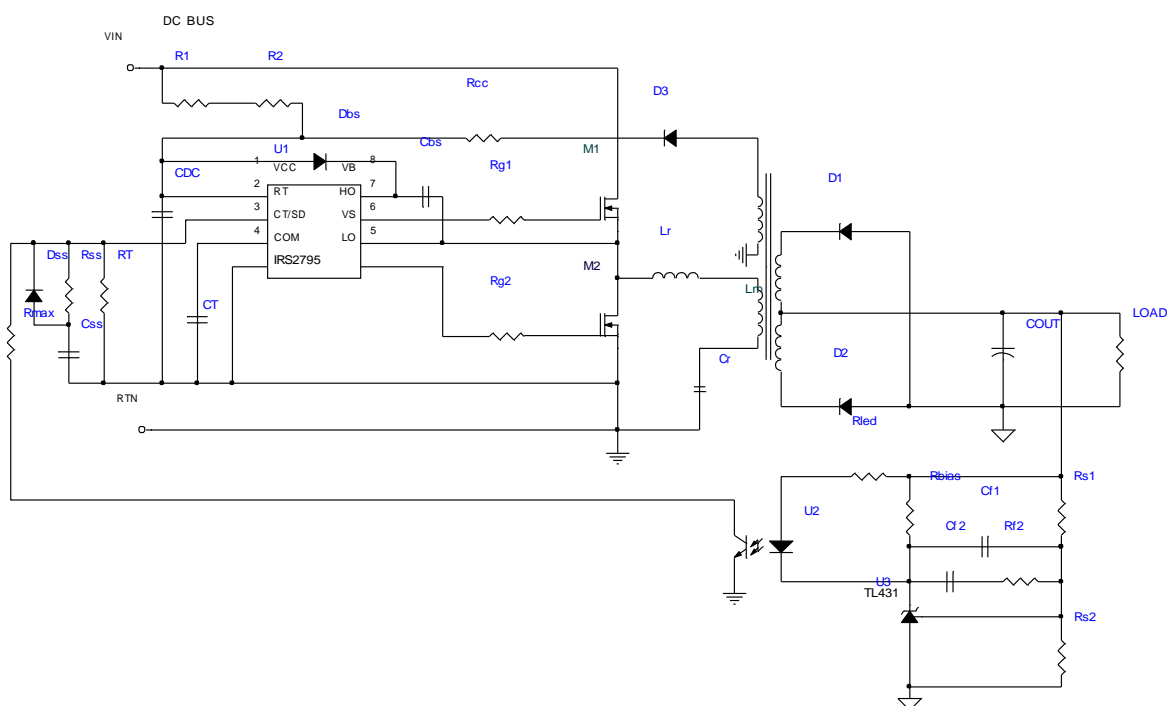 DC BUS
VIN
R1
R2
Rcc
D3
Dbs
Cbs
M1
U1
1
VCC
VB
8
Rg1
CDC
D1
2
RT
HO
7
3
CT/SD
VS
6
Lr
4
COM
LO
5
Dss
Rss
RT
IRS2795
M2
Rg2
Lm
CT
Rmax
Css
COUT
LOAD
Cr
D2
RTN
Rled
Rbias
Rs1
Cf1
U2
Cf2
Rf2
U3
TL431
Rs2